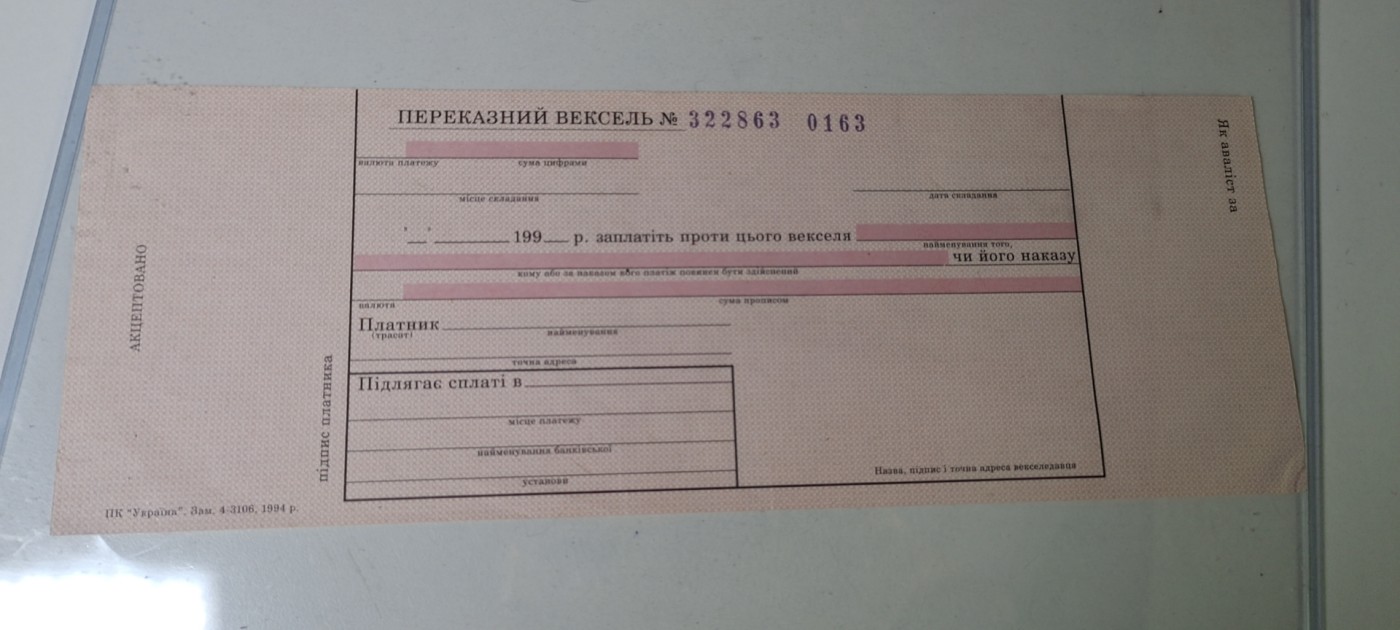 ПЕРЕКАЗНИЙ ВЕКСЕЛЬ № 322863 0163
валюта платежу сума цифрами
місце складання дата складання
" " 199 р. заплатіть проти цього векселя
найменування того,
чи його наказу
кому або за наказом кого платіж повинен бути здійснений
валюта сума прописом
Платник
(трасат) найменування
точна адреса
Підлягає сплаті в
місце платежу
найменування банківської
установи
Назва, підпис і точна адреса векселедавця
АКЦЕПТОВАНО
підпис платника
ПК "Україна". Зам. 4-3106, 1994 р.
Як аваліст за